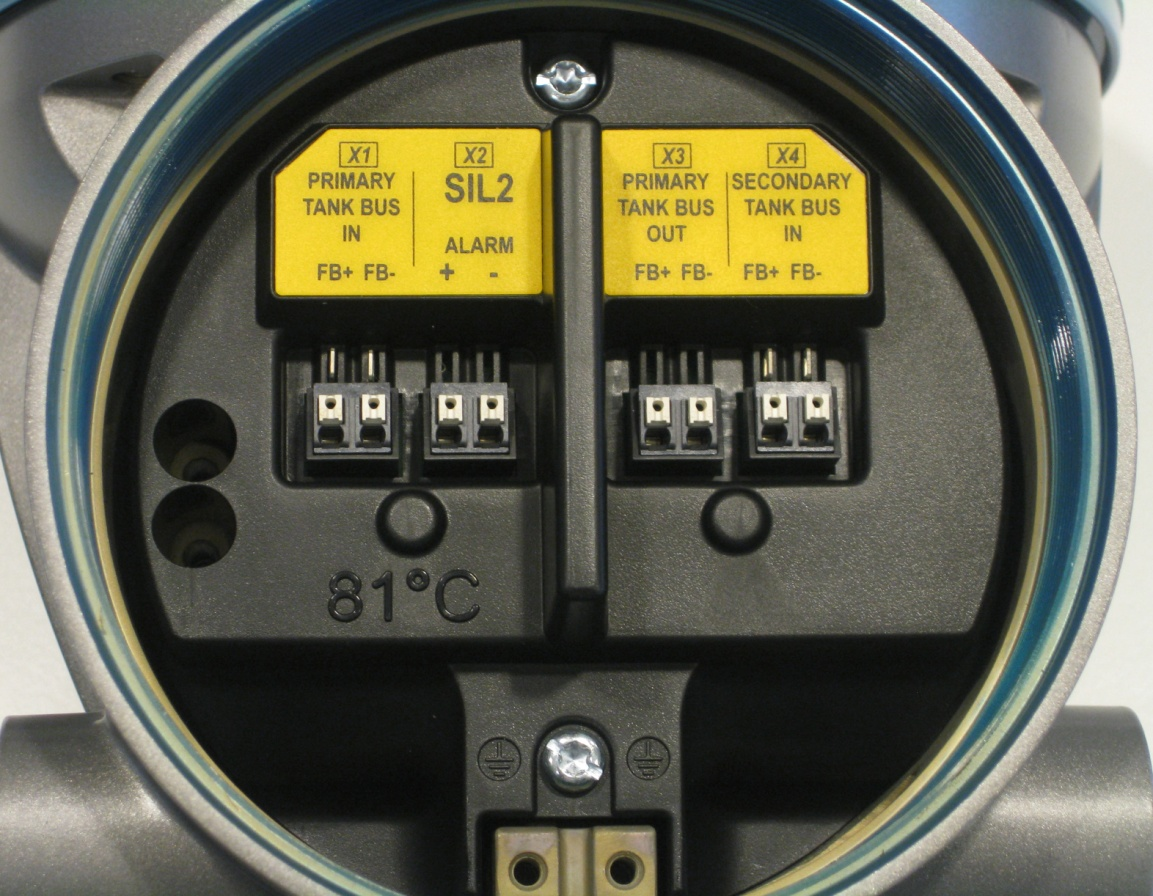 X1
PRIMARY
TANK BUS
IN
FB+ FB-
X2
SIL2
ALARM
+ -
X3
PRIMARY
TANK BUS
OUT
FB+ FB-
X4
SECONDARY
TANK BUS
IN
FB+ FB-
81°C